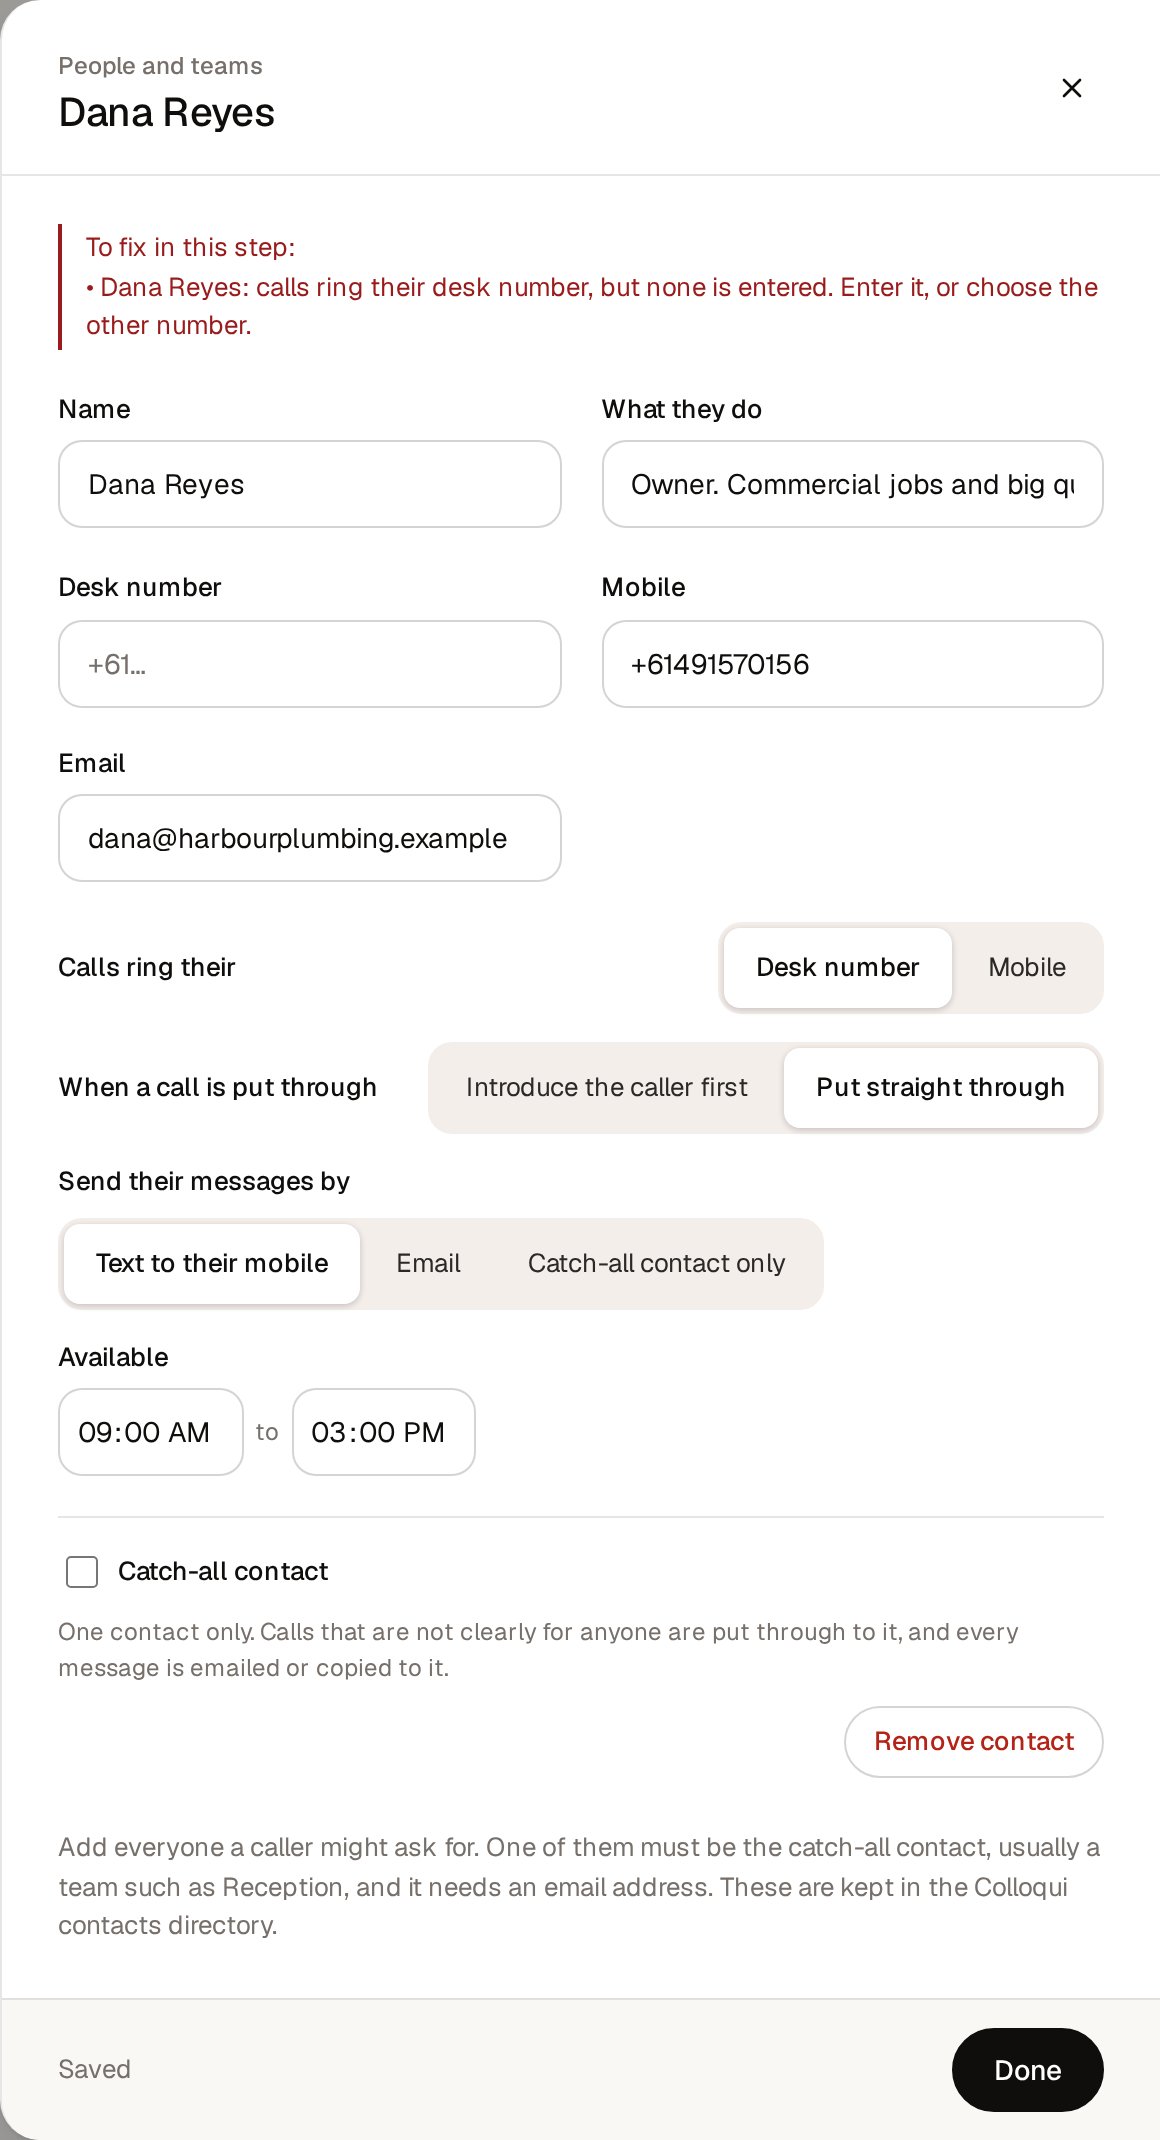 People and teams
Dana Reyes
To fix in this step:
• Dana Reyes: calls ring their desk number, but none is entered. Enter it, or choose the
other number.
Name
What they do
Dana Reyes
Owner. Commercial jobs and big
Desk number
Mobile
+61...
+61491570156
Email
dana@harbourplumbing.example
Calls ring their
Desk number
Mobile
When a call is put through
Introduce the caller first
Put straight through
Send their messages by
Text to their mobile
Email
Catch-all contact only
Available
09:00 AM to 03:00 PM
Catch-all contact
One contact only. Calls that are not clearly for anyone are put through to it, and every
message is emailed or copied to it.
Remove contact
Add everyone a caller might ask for. One of them must be the catch-all contact, usually a
team such as Reception, and it needs an email address. These are kept in the Colloqui
contacts directory.
Saved
Done